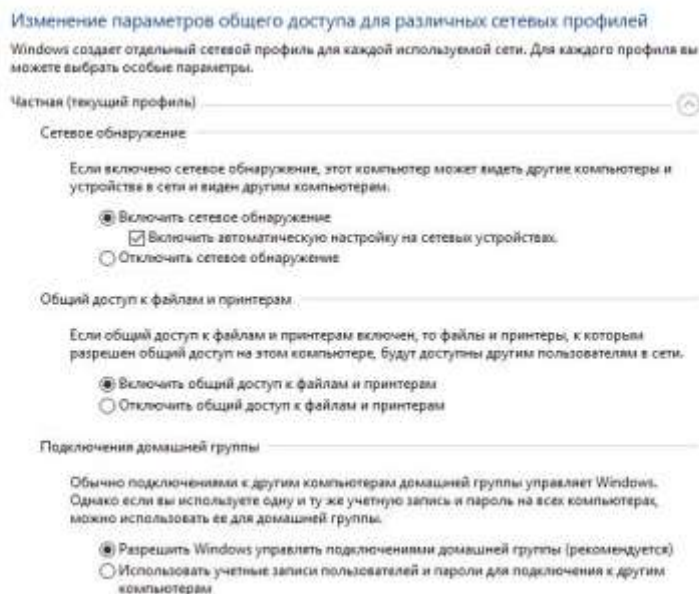 Изменение параметров общего доступа для различных сетевых профилей
Windows создает отдельный сетевой профиль для каждой используемой сети. Для каждого профиля вы
можете выбрать особые параметры.
Частная (текущий профиль)
Сетевое обнаружение
Если включено сетевое обнаружение, этот компьютер может видеть другие компьютеры и
устройства в сети и виден другим компьютерам.
Включить сетевое обнаружение
Включить автоматическую настройку на сетевых устройствах.
Отключить сетевое обнаружение
Общий доступ к файлам и принтерам
Если общий доступ к файлам и принтерам включен, то файлы и принтеры, к которым
разрешен общий доступ на этом компьютере, будут доступны другим пользователям в сети.
Включить общий доступ к файлам и принтерам
Отключить общий доступ к файлам и принтерам
Подключения домашней группы
Обычно подключениями к другим компьютерам домашней группы управляет Windows.
Однако если вы используете одну и ту же учетную запись и пароль на всех компьютерах,
можно использовать ее для домашней группы.
Разрешить Windows управлять подключениями домашней группы (рекомендуется)
Использовать учетные записи пользователей и пароли для подключения к другим
компьютерам